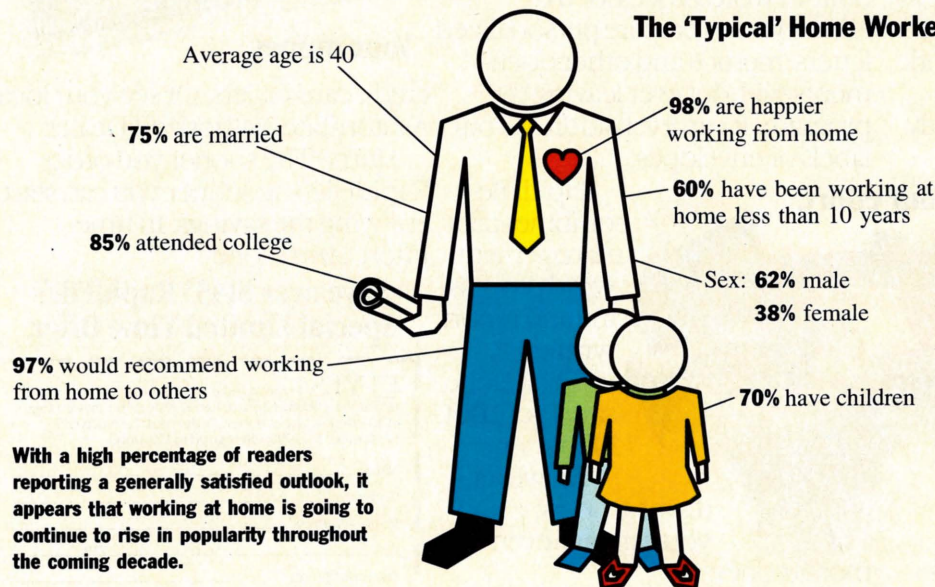 The 'Typical' Home Worke
Average age is 40
75% are married
85% attended college
97% would recommend working
from home to others
98% are happier
working from home
60% have been working at
home less than 10 years
Sex: 62% male
38% female
70% have children
With a high percentage of readers
reporting a generally satisfied outlook, it
appears that working at home is going to
continue to rise in popularity throughout
the coming decade.